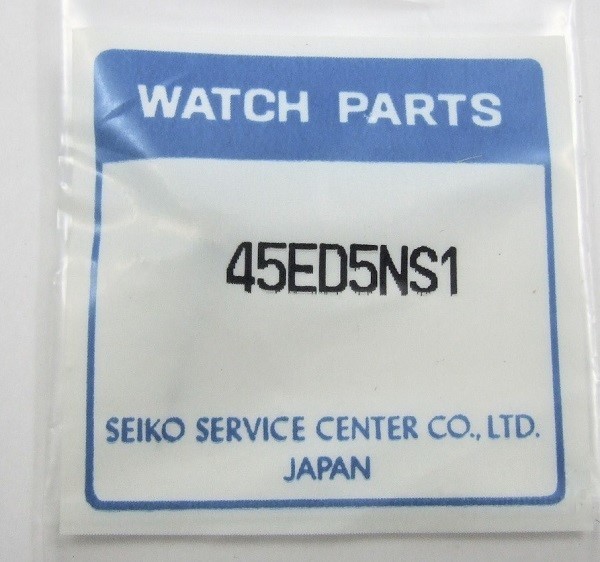 WATCH PARTS
45ED5NS1
SEIKO SERVICE CENTER CO., LTD.
JAPAN